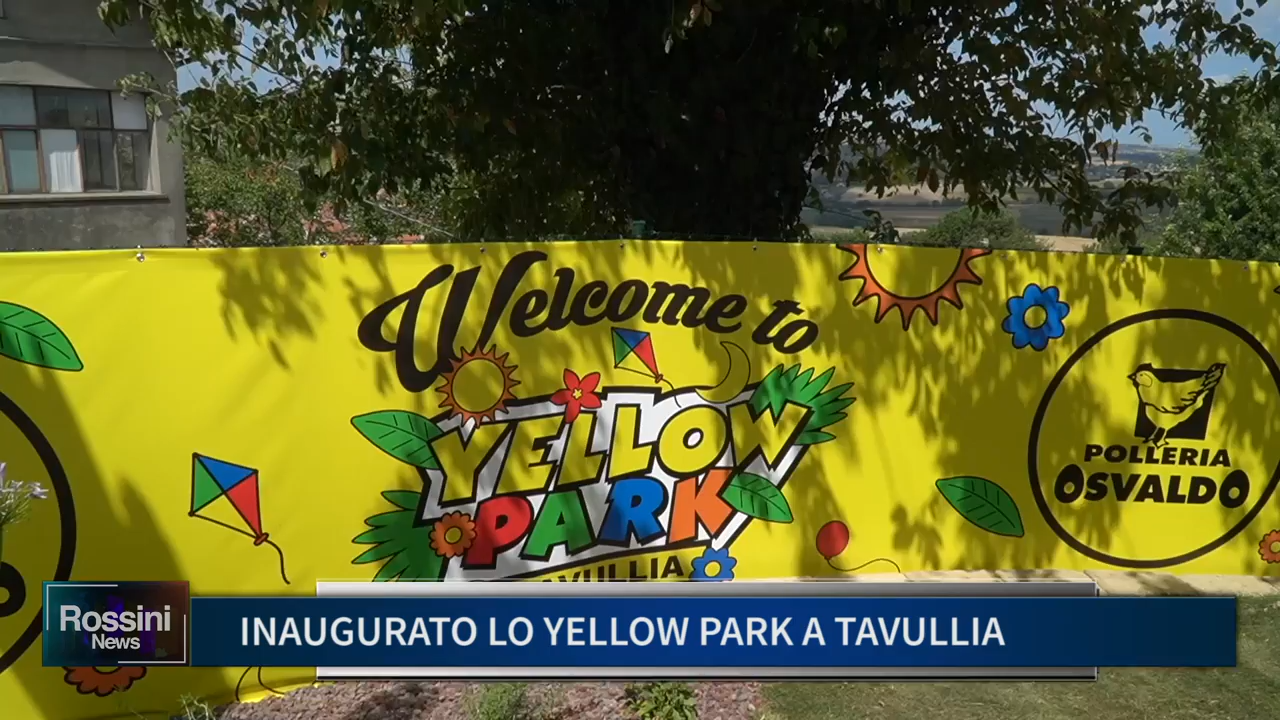 Welcome to
YELLOW
PARK
TAVULLIA
POLLERIA
OSVALDO
Rossini
News
INAUGURATO LO YELLOW PARK A TAVULLIA